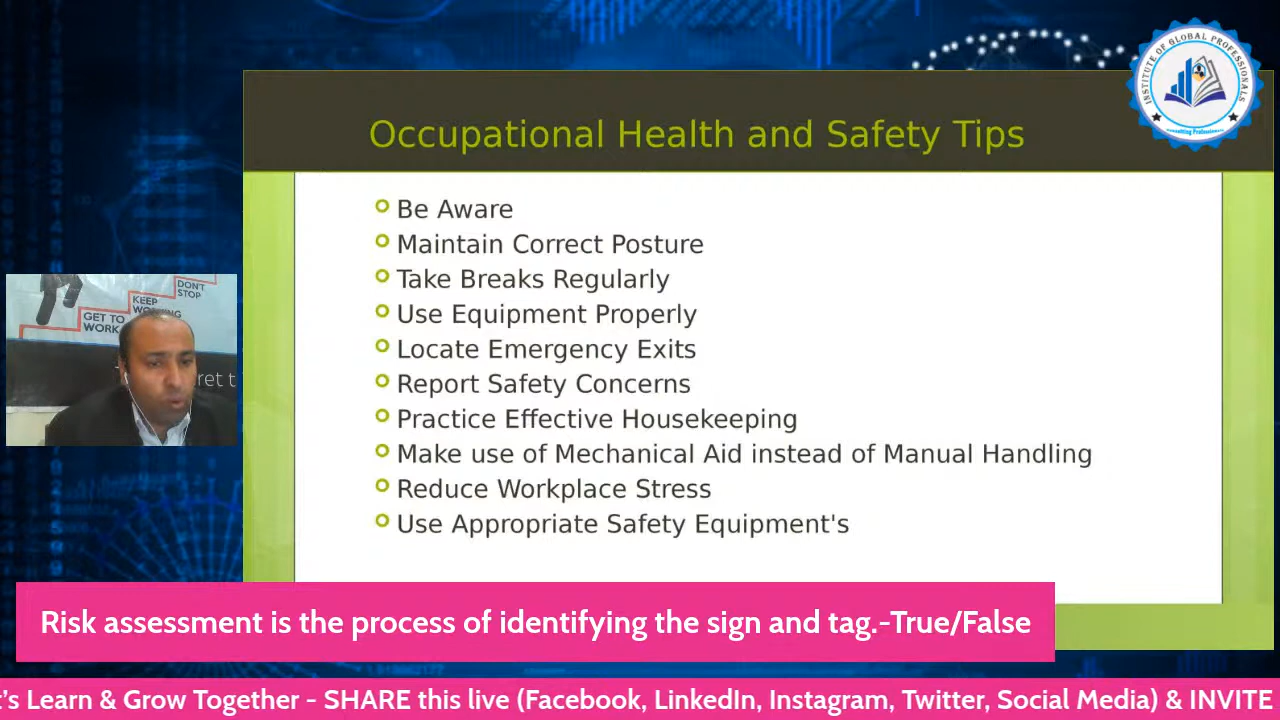 INSTITUTE OF GLOBAL PROFESSIONALS
Occupational Health and Safety Tips
Be Aware
Maintain Correct Posture
Take Breaks Regularly
Use Equipment Properly
Locate Emergency Exits
Report Safety Concerns
Practice Effective Housekeeping
Make use of Mechanical Aid instead of Manual Handling
Reduce Workplace Stress
Use Appropriate Safety Equipment's
DON'T
STOP
KEEP
GET TO
WORK
ret t
Risk assessment is the process of identifying the sign and tag.-True/False
t's Learn & Grow Together - SHARE this live (Facebook, LinkedIn, Instagram, Twitter, Social Media) & INVITE